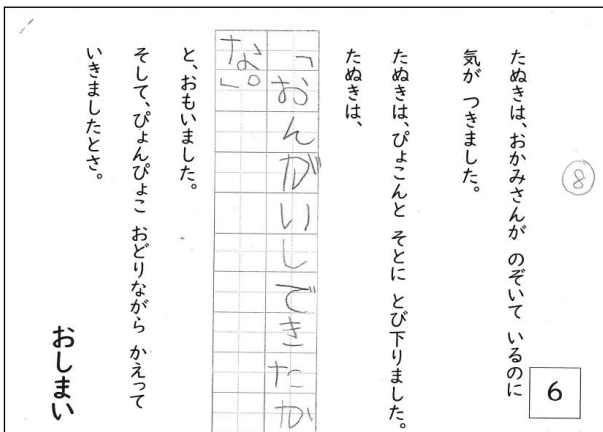 ⑧
6
たぬきは、おかみさんが のぞいて いるのに
気が つきました。
たぬきは、ぴょこんと そとに とび下りました。
たぬきは、
「おんがいしできたか
な。」
と、おもいました。
そして、ぴょんぴょこ おどりながら かえって
いきましたとさ。
おしまい